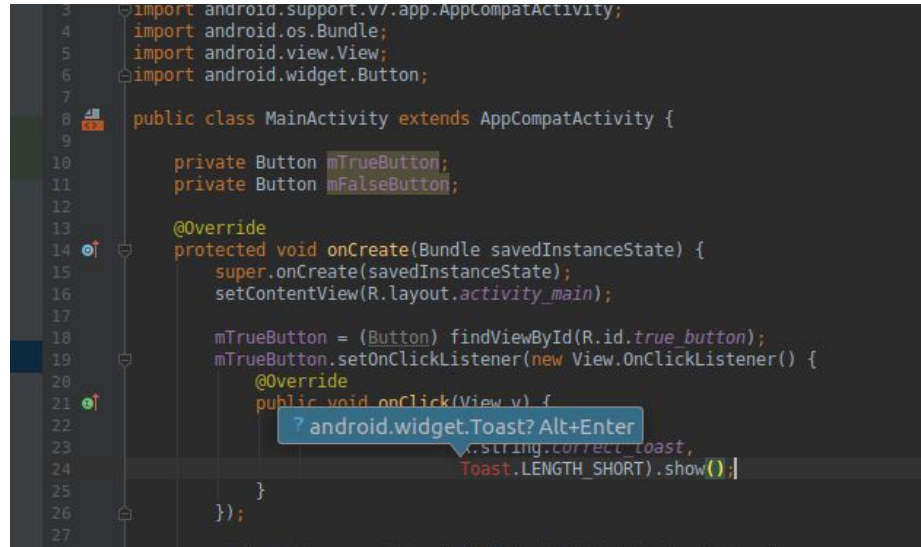 3 import android.support.v7.app.AppCompatActivity;
4 import android.os.Bundle;
5 import android.view.View;
6 import android.widget.Button;
7
8 public class MainActivity extends AppCompatActivity {
9
10 private Button mTrueButton;
11 private Button mFalseButton;
12
13 @Override
14 protected void onCreate(Bundle savedInstanceState) {
15 super.onCreate(savedInstanceState);
16 setContentView(R.layout.activity_main);
17
18 mTrueButton = (Button) findViewById(R.id.true_button);
19 mTrueButton.setOnClickListener(new View.OnClickListener() {
20 @Override
21 public void onClick(View v) {
22 ? android.widget.Toast? Alt+Enter
23 R.string.correct_toast,
24 Toast.LENGTH_SHORT).show();
25 }
26 });
27